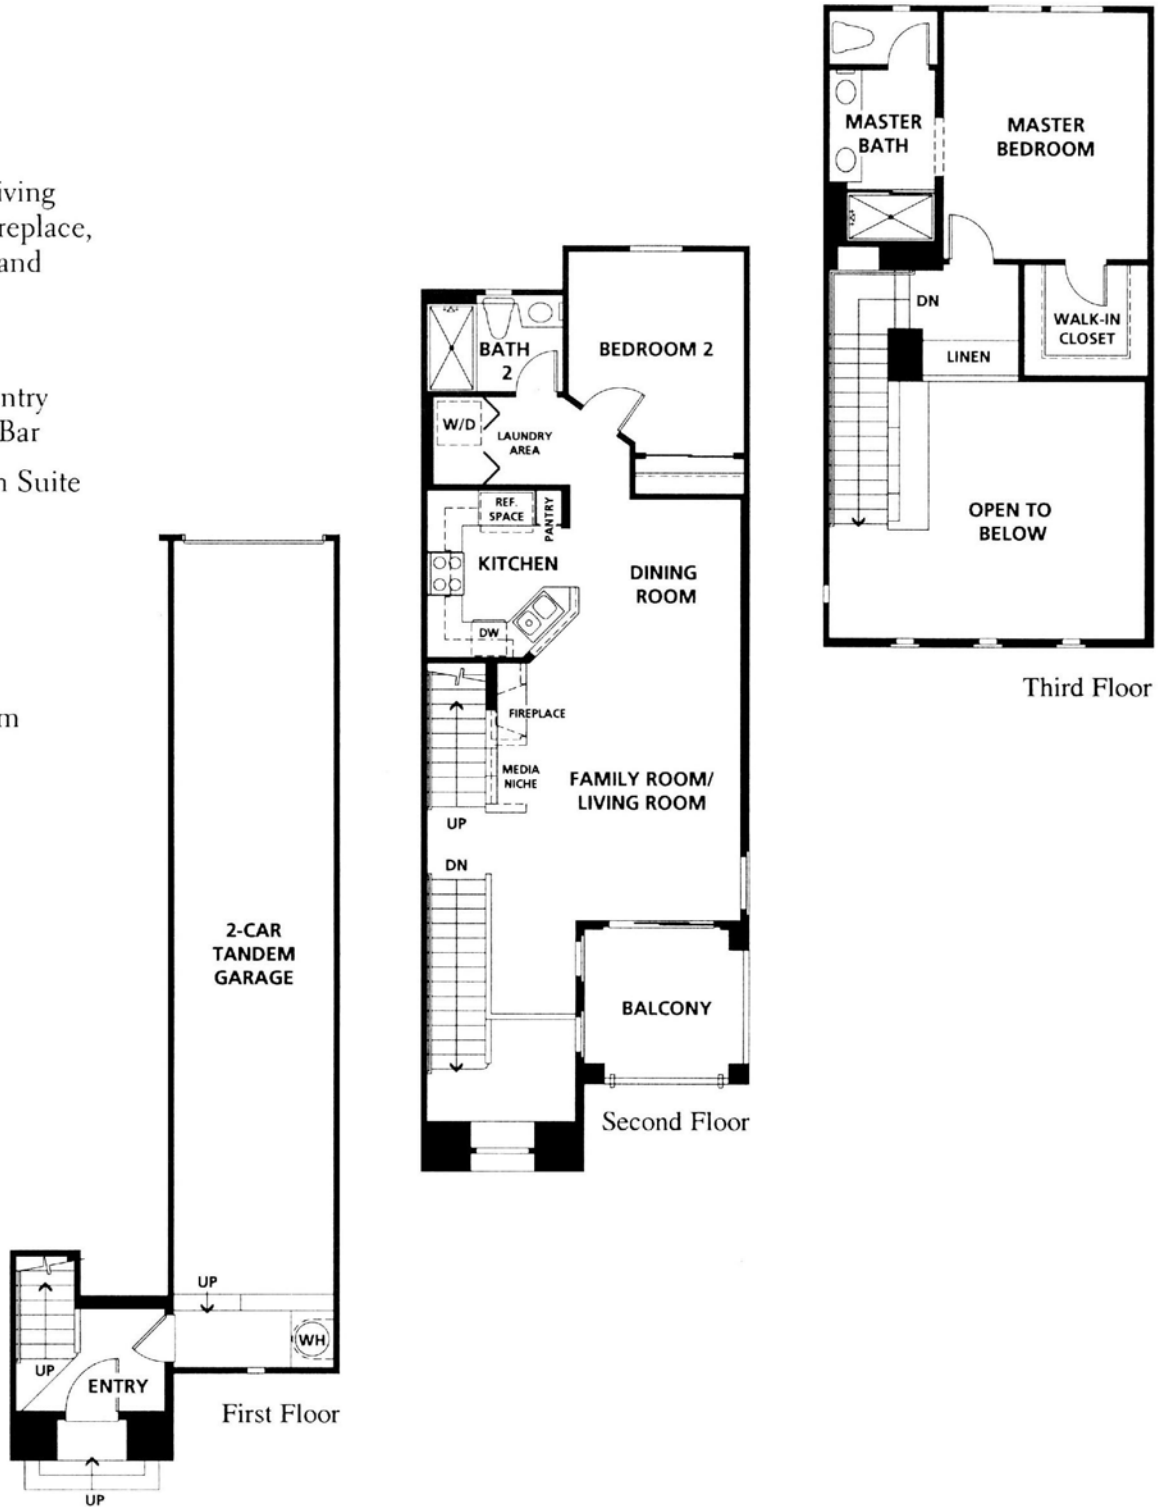 iving
replace,
and
ntry
Bar
n Suite
m
2-CAR
TANDEM
GARAGE
UP
WH
UP
ENTRY
UP
First Floor
BATH
2
BEDROOM 2
W/D
LAUNDRY
AREA
REF.
SPACE
PANTRY
KITCHEN
DINING
ROOM
DW
FIREPLACE
MEDIA
NICHE
FAMILY ROOM/
LIVING ROOM
UP
DN
BALCONY
Second Floor
MASTER
BATH
MASTER
BEDROOM
DN
WALK-IN
CLOSET
LINEN
OPEN TO
BELOW
Third Floor